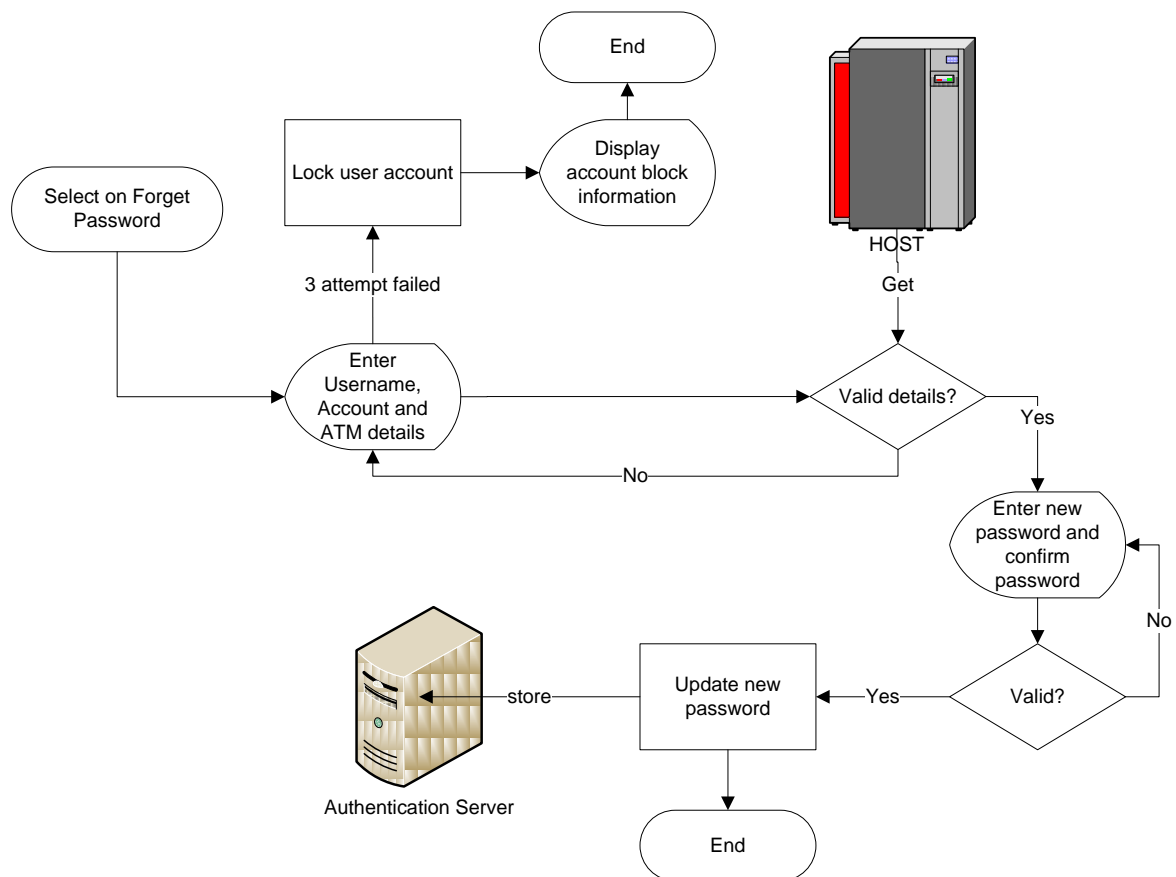 End
Lock user account
Display
account block
information
Select on Forget
Password
HOST
3 attempt failed
Get
Enter
Username,
Account and
ATM details
Valid details?
Yes
No
Enter new
password and
confirm
password
No
store
Update new
password
Yes
Valid?
Authentication Server
End